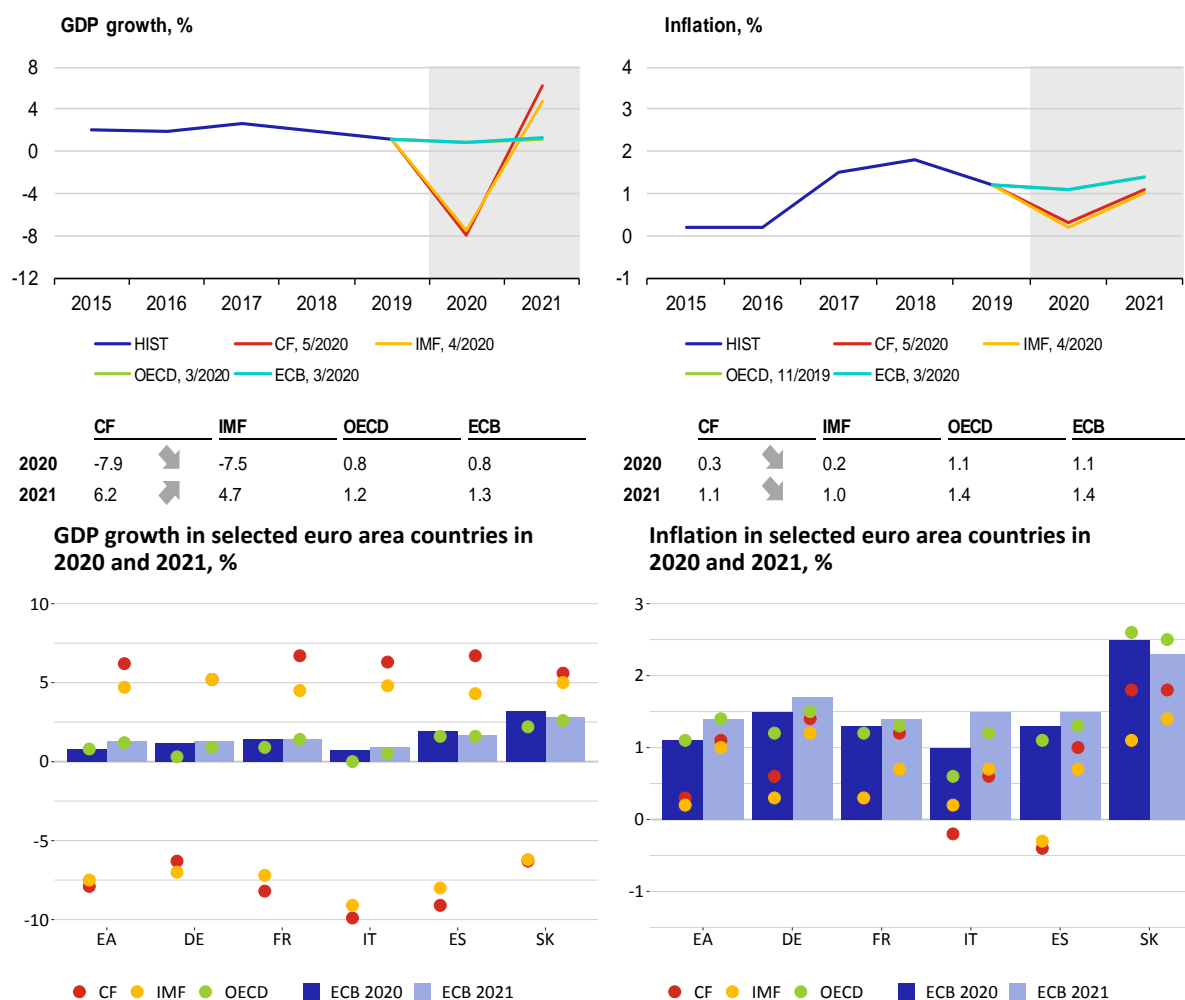 GDP growth, %
8
4
0
-4
-8
-12
2015 2016 2017 2018 2019 2020 2021
HIST CF, 5/2020 IMF, 4/2020
OECD, 3/2020 ECB, 3/2020
CF IMF OECD ECB
2020 -7.9 -7.5 0.8 0.8
2021 6.2 4.7 1.2 1.3
Inflation, %
4
3
2
1
0
-1
2015 2016 2017 2018 2019 2020 2021
HIST CF, 5/2020 IMF, 4/2020
OECD, 11/2019 ECB, 3/2020
CF IMF OECD ECB
2020 0.3 0.2 1.1 1.1
2021 1.1 1.0 1.4 1.4
GDP growth in selected euro area countries in
2020 and 2021, %
10
5
0
-5
-10
EA DE FR IT ES SK
CF IMF OECD ECB 2020 ECB 2021
Inflation in selected euro area countries in
2020 and 2021, %
3
2
1
0
-1
EA DE FR IT ES SK
CF IMF OECD ECB 2020 ECB 2021